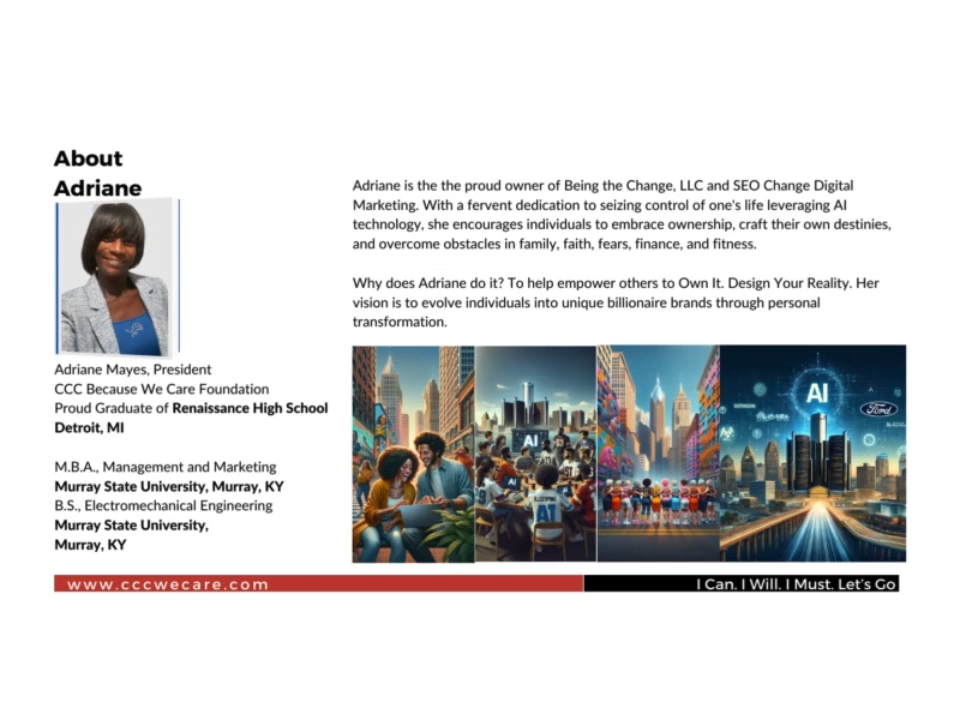 About
Adriane
Adriane Mayes, President
CCC Because We Care Foundation
Proud Graduate of Renaissance High School
Detroit, MI
M.B.A., Management and Marketing
Murray State University, Murray, KY
B.S., Electromechanical Engineering
Murray State University,
Murray, KY
Adriane is the the proud owner of Being the Change, LLC and SEO Change Digital
Marketing. With a fervent dedication to seizing control of one's life leveraging AI
technology, she encourages individuals to embrace ownership, craft their own destinies,
and overcome obstacles in family, faith, fears, finance, and fitness.
Why does Adriane do it? To help empower others to Own It. Design Your Reality. Her
vision is to evolve individuals into unique billionaire brands through personal
transformation.
AI
AI
AI
Ford
www.cccwecare.com
I Can. I Will. I Must. Let's Go